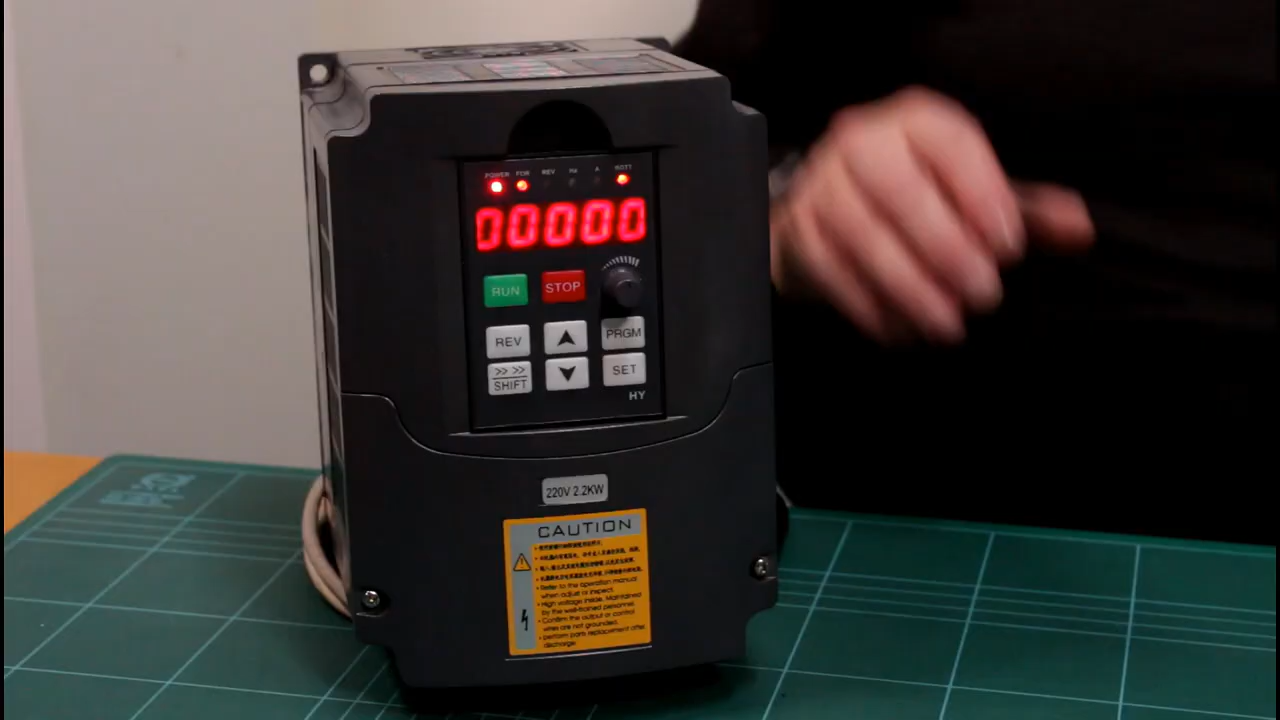 POWER FOR REV Hz A ROTT
00000
RUN STOP
REV PRGM
>> >>
SHIFT SET
HY
220V 2.2KW
CAUTION
• Refer to the operation manual
when adjust or inspect.
• High voltage inside. Maintained
by the well-trained personnel
• Confirm the output or control
wires are not grounded.
• perform parts replacement after
discharge